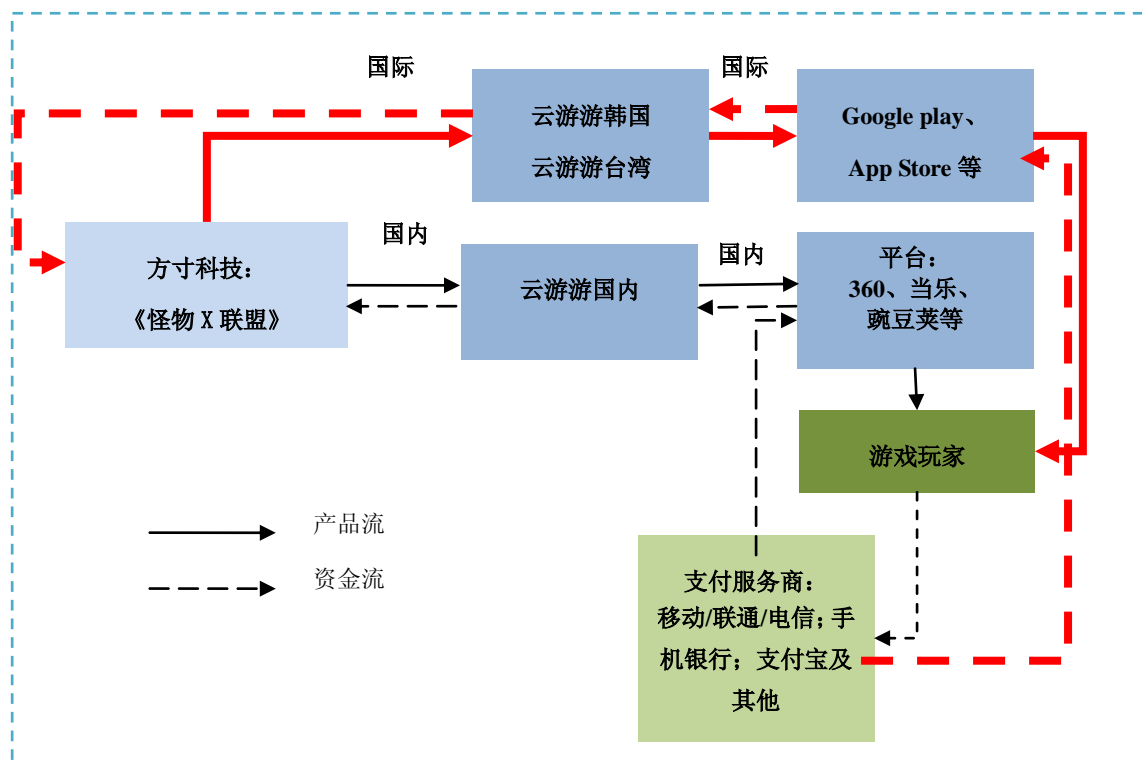 国际
国际
云游游韩国
云游游台湾
Google play、
App Store 等
国内
国内
方寸科技：
《怪物 X 联盟》
云游游国内
平台：
360、当乐、
豌豆荚等
游戏玩家
产品流
资金流
支付服务商：
移动/联通/电信；手
机银行；支付宝及
其他